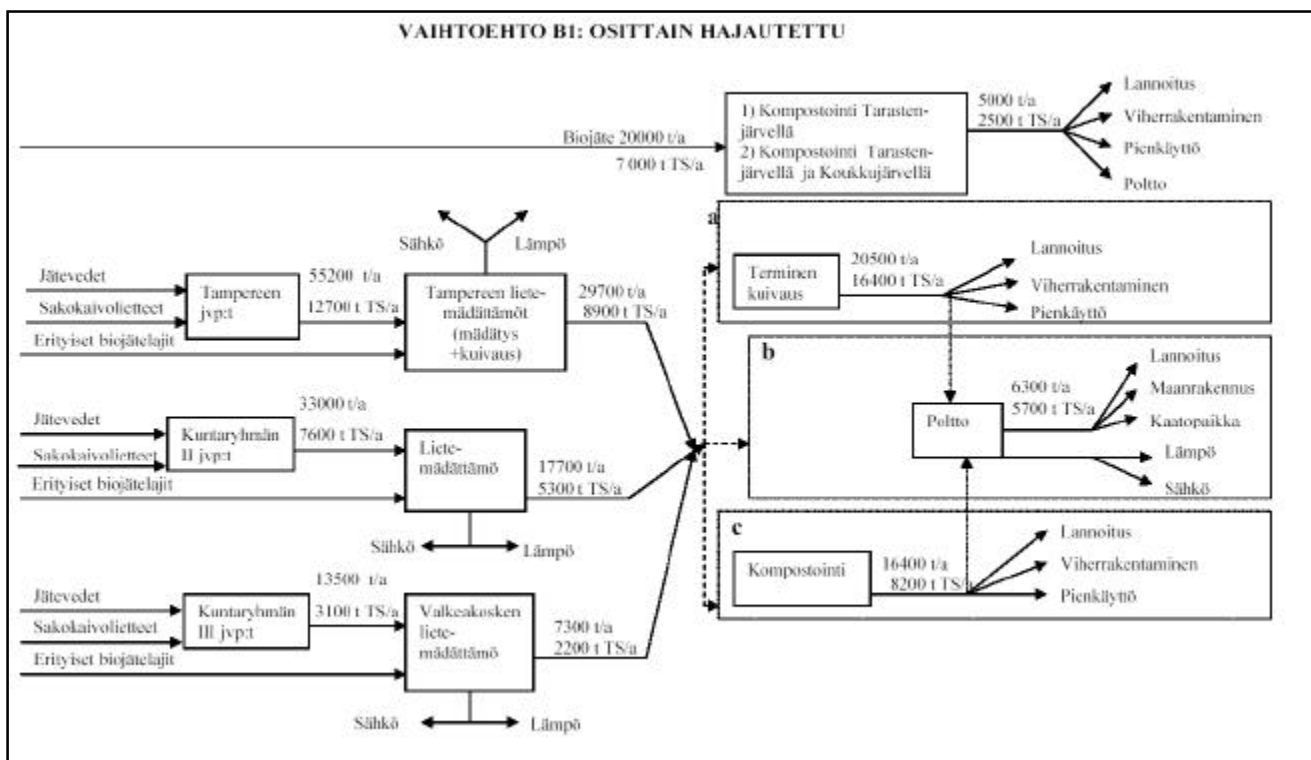 VAIHTOEHTO B1: OSITTAIN HAJAUTETTU
Biojäte 20000 t/a
7 000 t TS/a
1) Kompostointi Tarasten-
järvellä
2) Kompostointi Tarasten-
järvellä ja Koukkujärvellä
5000 t/a
2500 t TS/a
Lannoitus
Viherrakentaminen
Pienkäyttö
Poltto
Sähkö
Lämpö
Jätevedet
Sakokaivolietteet
Erityiset biojätelajit
Tampereen
jvp:t
55200 t/a
12700 t TS/a
Tampereen liete-
mädättämöt
(mädätys
+kuivaus)
29700 t/a
8900 t TS/a
a
Terminen
kuivaus
20500 t/a
16400 t TS/a
Lannoitus
Viherrakentaminen
Pienkäyttö
b
Poltto
6300 t/a
5700 t TS/a
Lannoitus
Maanrakennus
Kaatopaikka
Lämpö
Sähkö
Jätevedet
Sakokaivolietteet
Erityiset biojätelajit
Kuntaryhmän
II jvp:t
33000 t/a
7600 t TS/a
Liete-
mädättämö
17700 t/a
5300 t TS/a
Sähkö
Lämpö
c
Kompostointi
16400 t/a
8200 t TS/a
Lannoitus
Viherrakentaminen
Pienkäyttö
Jätevedet
Sakokaivolietteet
Erityiset biojätelajit
Kuntaryhmän
III jvp:t
13500 t/a
3100 t TS/a
Valkeakosken
liete-
mädättämö
7300 t/a
2200 t TS/a
Sähkö
Lämpö